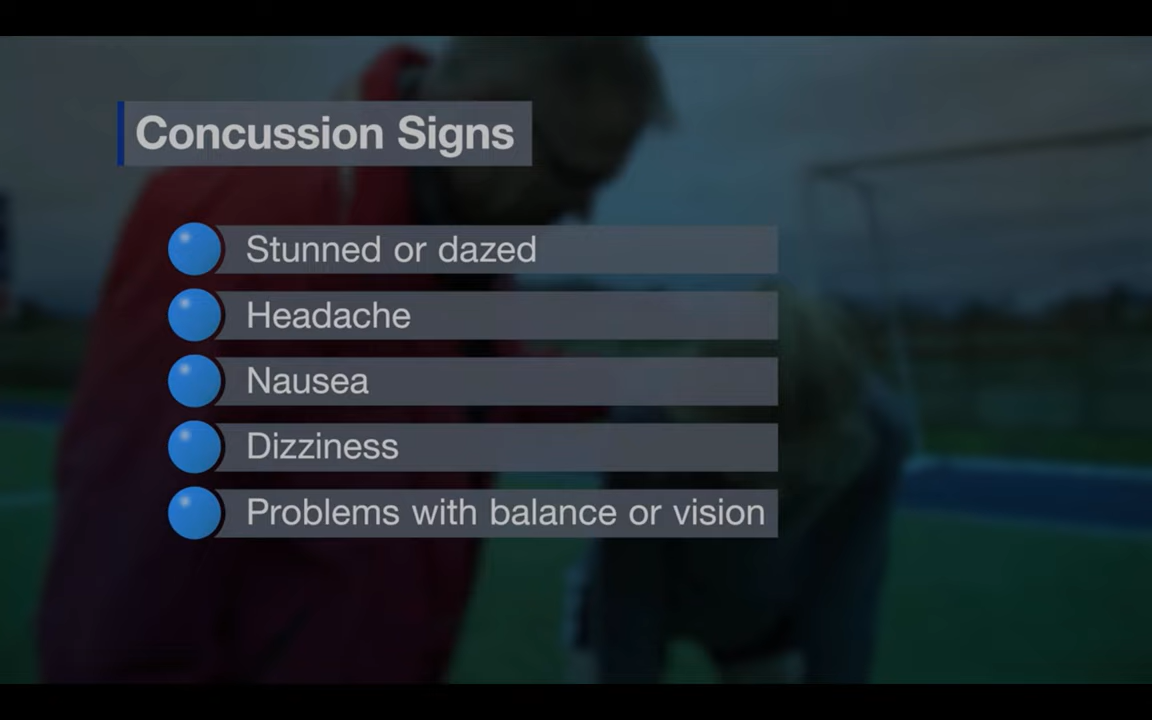 Concussion Signs
Stunned or dazed
Headache
Nausea
Dizziness
Problems with balance or vision